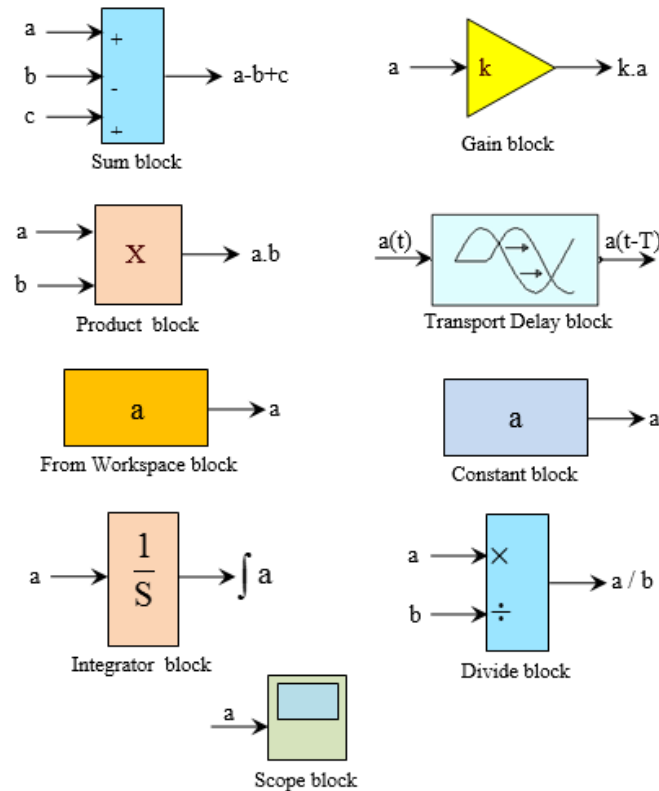 a
+
b
-
a-b+c
c
+
Sum block
a
k
k.a
Gain block
a
x
a.b
b
Product block
a(t)
a(t-T)
Transport Delay block
a
a
From Workspace block
a
a
Constant block
a
1
S
∫a
Integrator block
a
×
a / b
b
÷
Divide block
a
Scope block